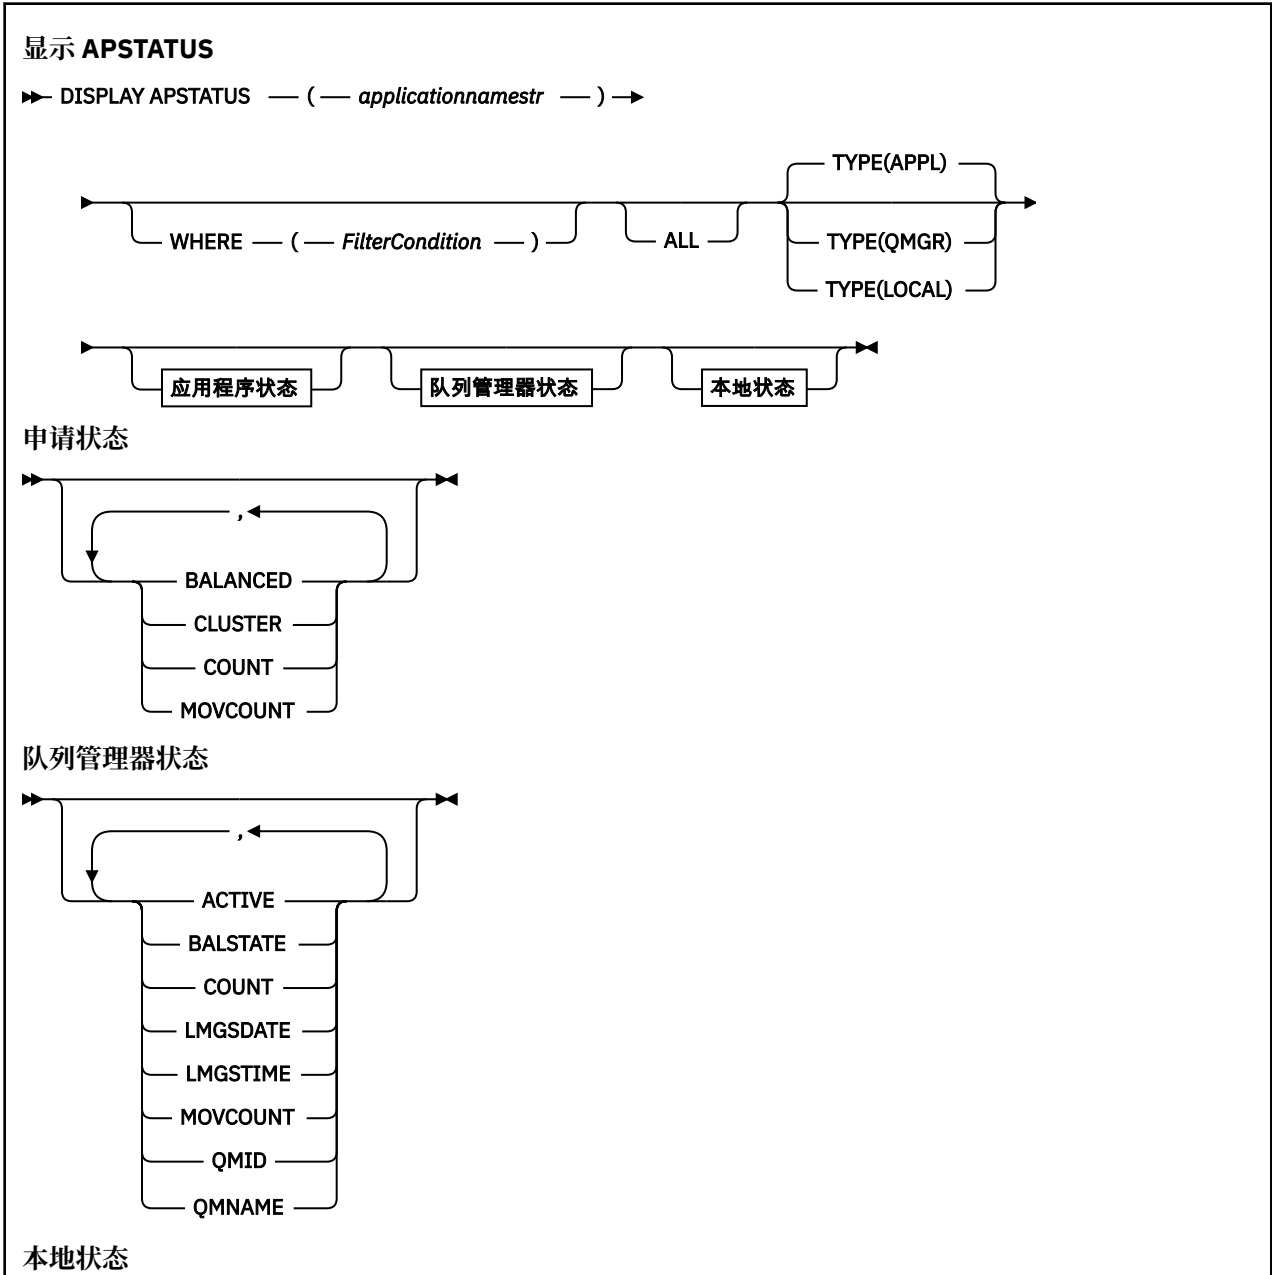 显示 APSTATUS
DISPLAY APSTATUS ( applicationnamestr )
TYPE(APPL)
WHERE ( FilterCondition ) ALL TYPE(QMGR)
TYPE(LOCAL)
应用程序状态 队列管理器状态 本地状态
申请状态
,
BALANCED
CLUSTER
COUNT
MOVCOUNT
队列管理器状态
,
ACTIVE
BALSTATE
COUNT
LMGSDATE
LMGSTIME
MOVCOUNT
QMID
QMNAME
本地状态